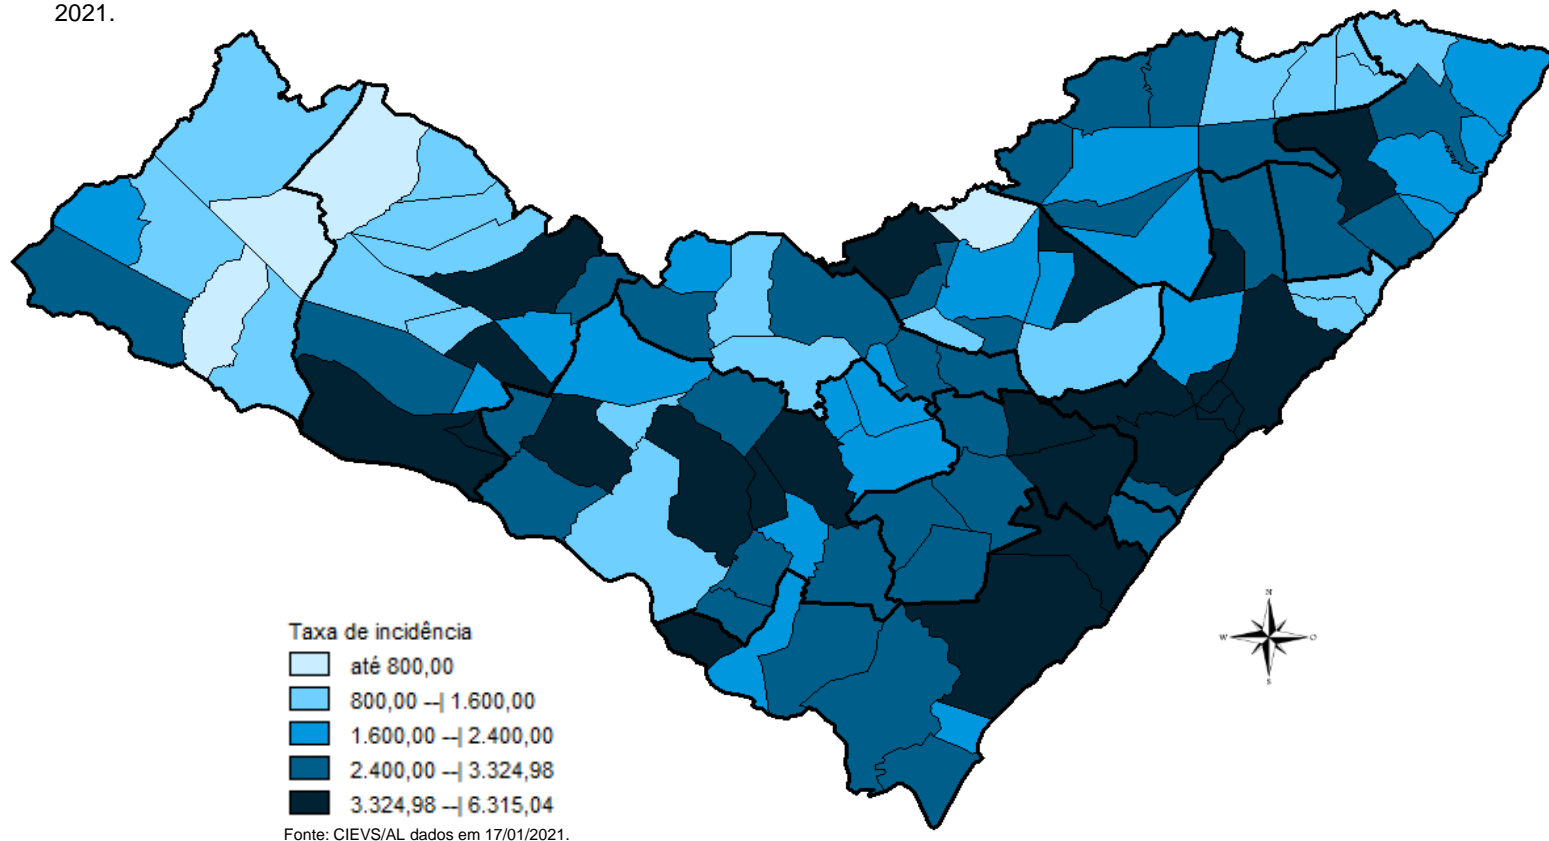 2021.
N
W
O
S
Taxa de incidência
até 800,00
800,00 --| 1.600,00
1.600,00 --| 2.400,00
2.400,00 --| 3.324,98
3.324,98 --| 6.315,04
Fonte: CIEVS/AL dados em 17/01/2021.